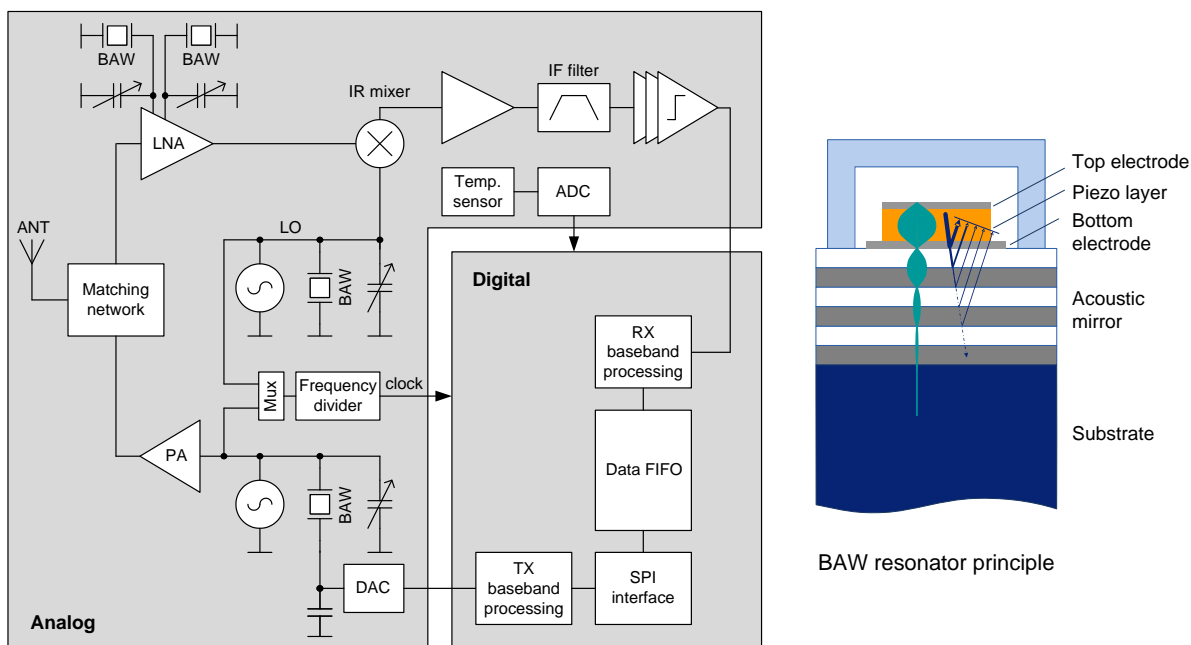 BAW
BAW
LNA
IR mixer
IF filter
Temp.
sensor
ADC
ANT
LO
BAW
Matching
network
Digital
RX
baseband
processing
Mux
Frequency
divider
clock
PA
BAW
Data FIFO
DAC
TX
baseband
processing
SPI
interface
Analog
Top electrode
Piezo layer
Bottom
electrode
Acoustic
mirror
Substrate
BAW resonator principle